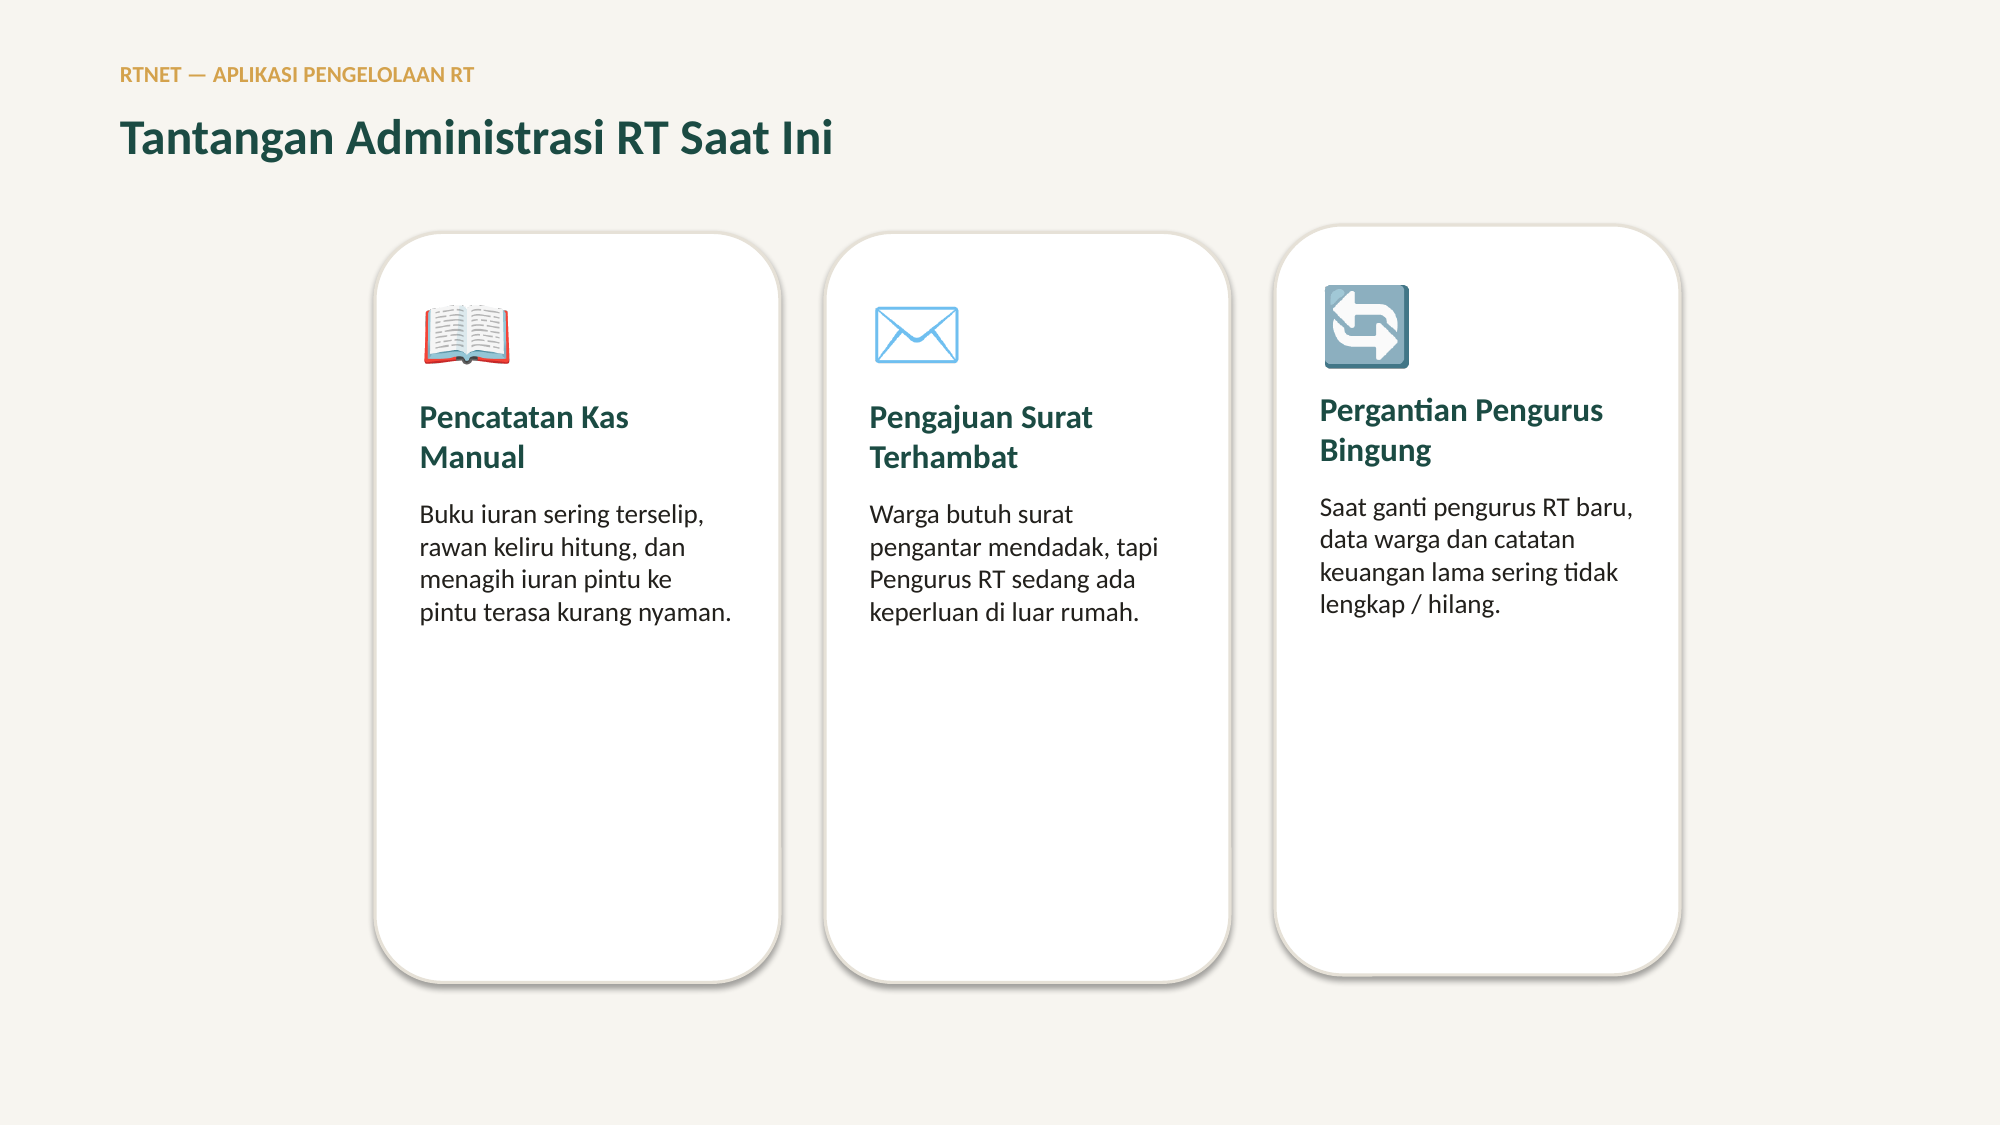 RTNET — APLIKASI PENGELOLAAN RT
Tantangan Administrasi RT Saat Ini
Pencatatan Kas
Manual
Buku iuran sering terselip,
rawan keliru hitung, dan
menagih iuran pintu ke
pintu terasa kurang nyaman.
Pengajuan Surat
Terhambat
Warga butuh surat
pengantar mendadak, tapi
Pengurus RT sedang ada
keperluan di luar rumah.
Pergantian Pengurus
Bingung
Saat ganti pengurus RT baru,
data warga dan catatan
keuangan lama sering tidak
lengkap / hilang.